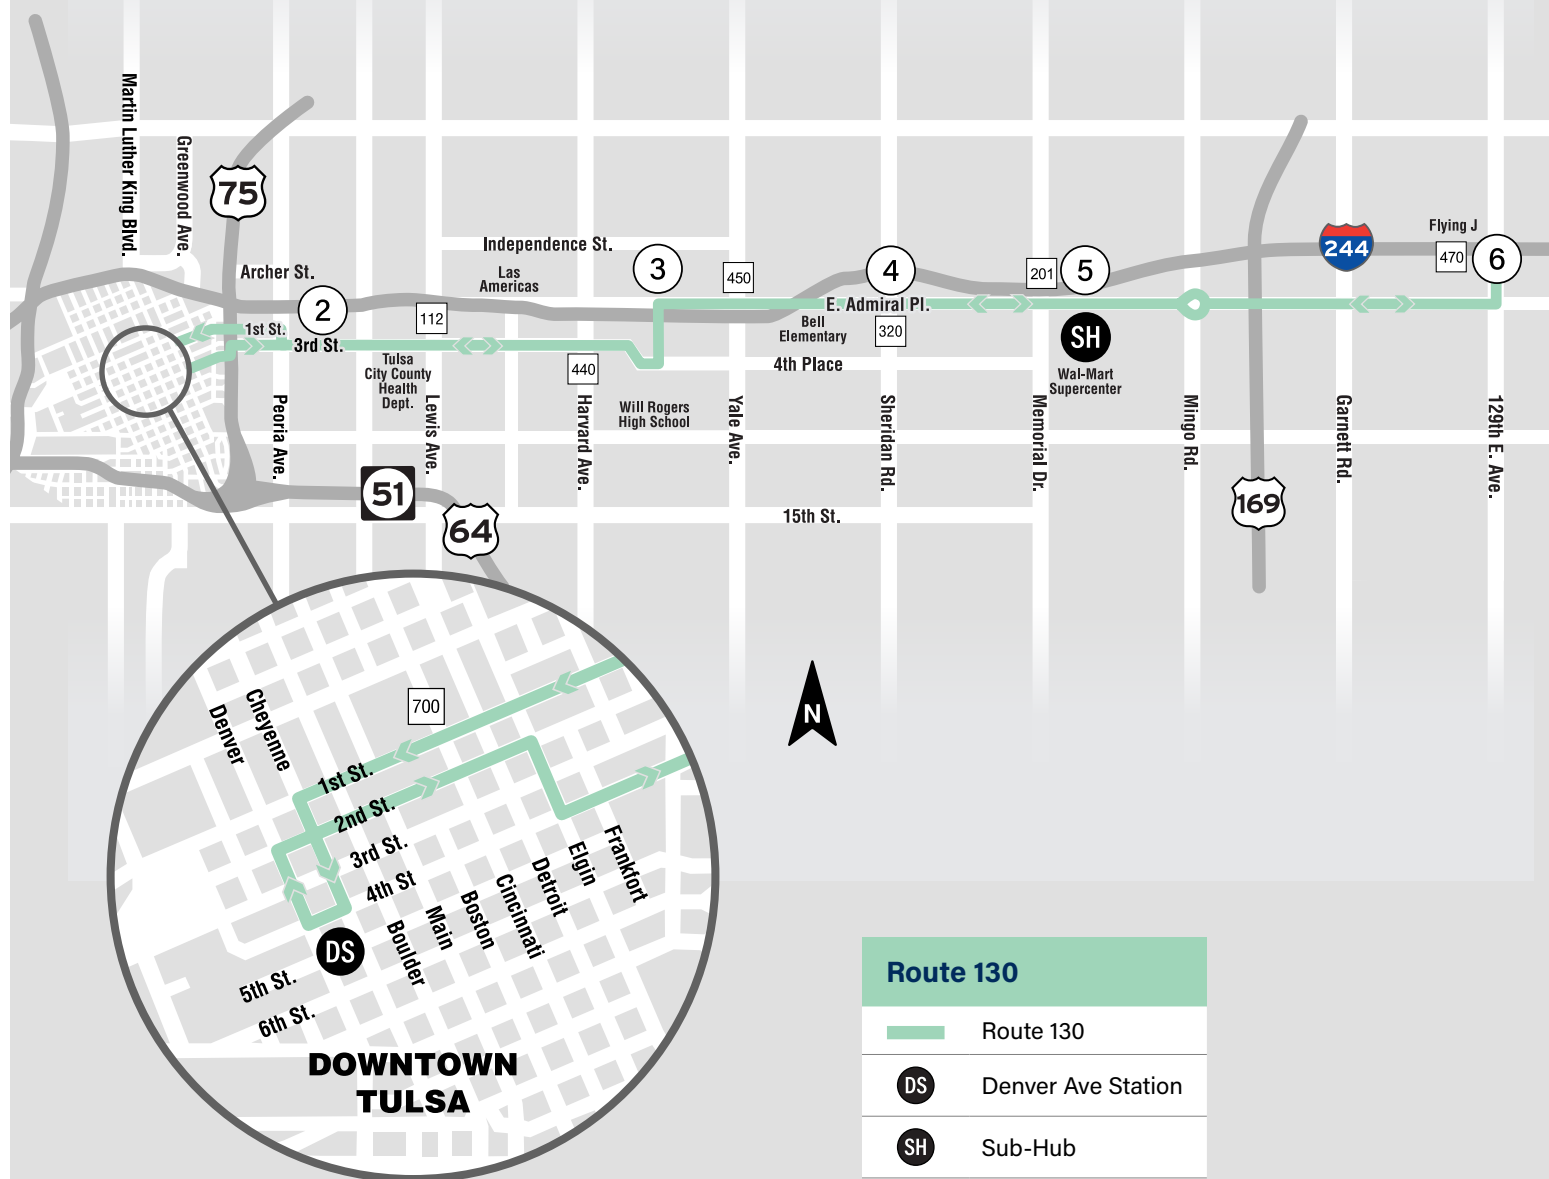 Martin Luther King Blvd.
Greenwood Ave.
75
Archer St.
Independence St.
Las
Americas
2
112
1st St.
3rd St.
3
450
4
E. Admiral Pl.
Bell
Elementary
320
4th Place
201
5
SH
Wal-Mart
Supercenter
244
Flying J
470
6
Tulsa
City County
Health
Dept.
440
Will Rogers
High School
Peoria Ave.
Lewis Ave.
Harvard Ave.
Yale Ave.
Sheridan Rd.
Memorial Dr.
Mingo Rd.
Garnett Rd.
129th E. Ave.
51
64
169
15th St.
N
700
Denver
Cheyenne
1st St.
2nd St.
3rd St.
4th St
Boulder
Main
Boston
Cincinnati
Detroit
Elgin
Frankfort
DS
5th St.
6th St.
DOWNTOWN
TULSA
Route 130
Route 130
DS Denver Ave Station
SH Sub-Hub